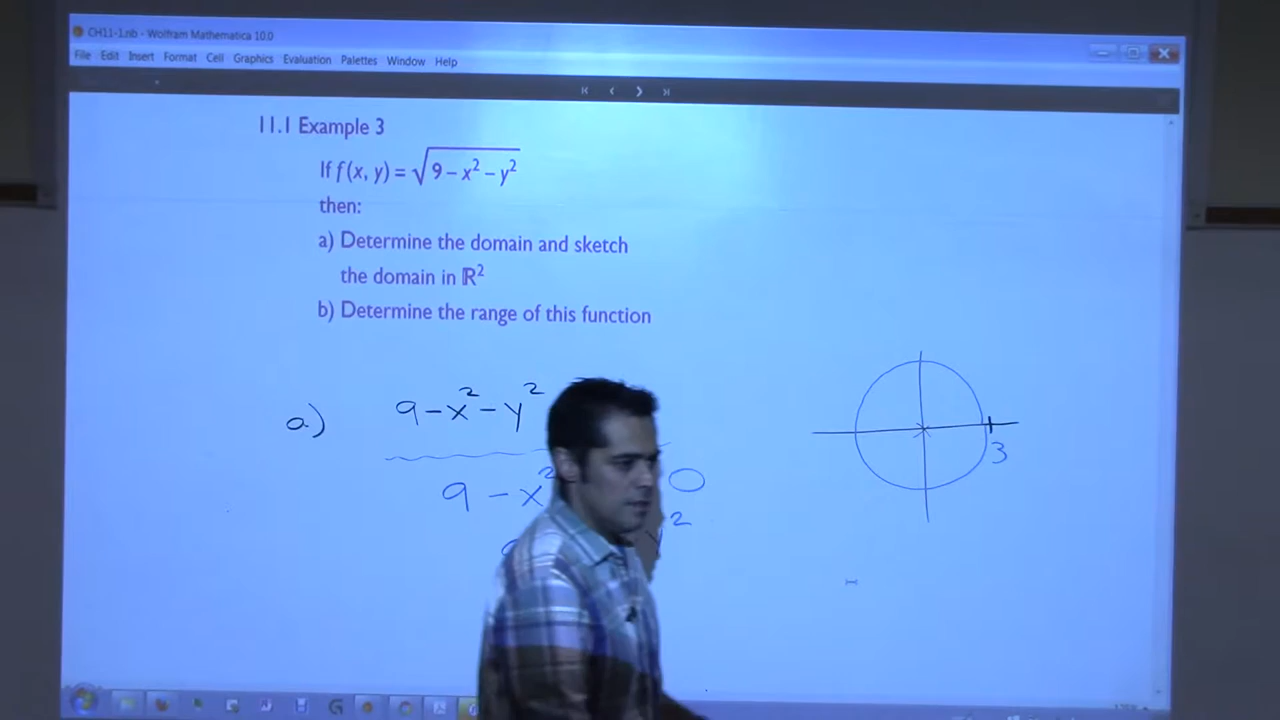 CH11-1.nb - Wolfram Mathematica 10.0
File Edit Insert Format Cell Graphics Evaluation Palettes Window Help
11.1 Example 3
If f(x, y) = √(9 – x² – y²)
then:
a) Determine the domain and sketch
the domain in ℝ²
b) Determine the range of this function
a) 9 – x² – y²
9 – x² 0
y²
3